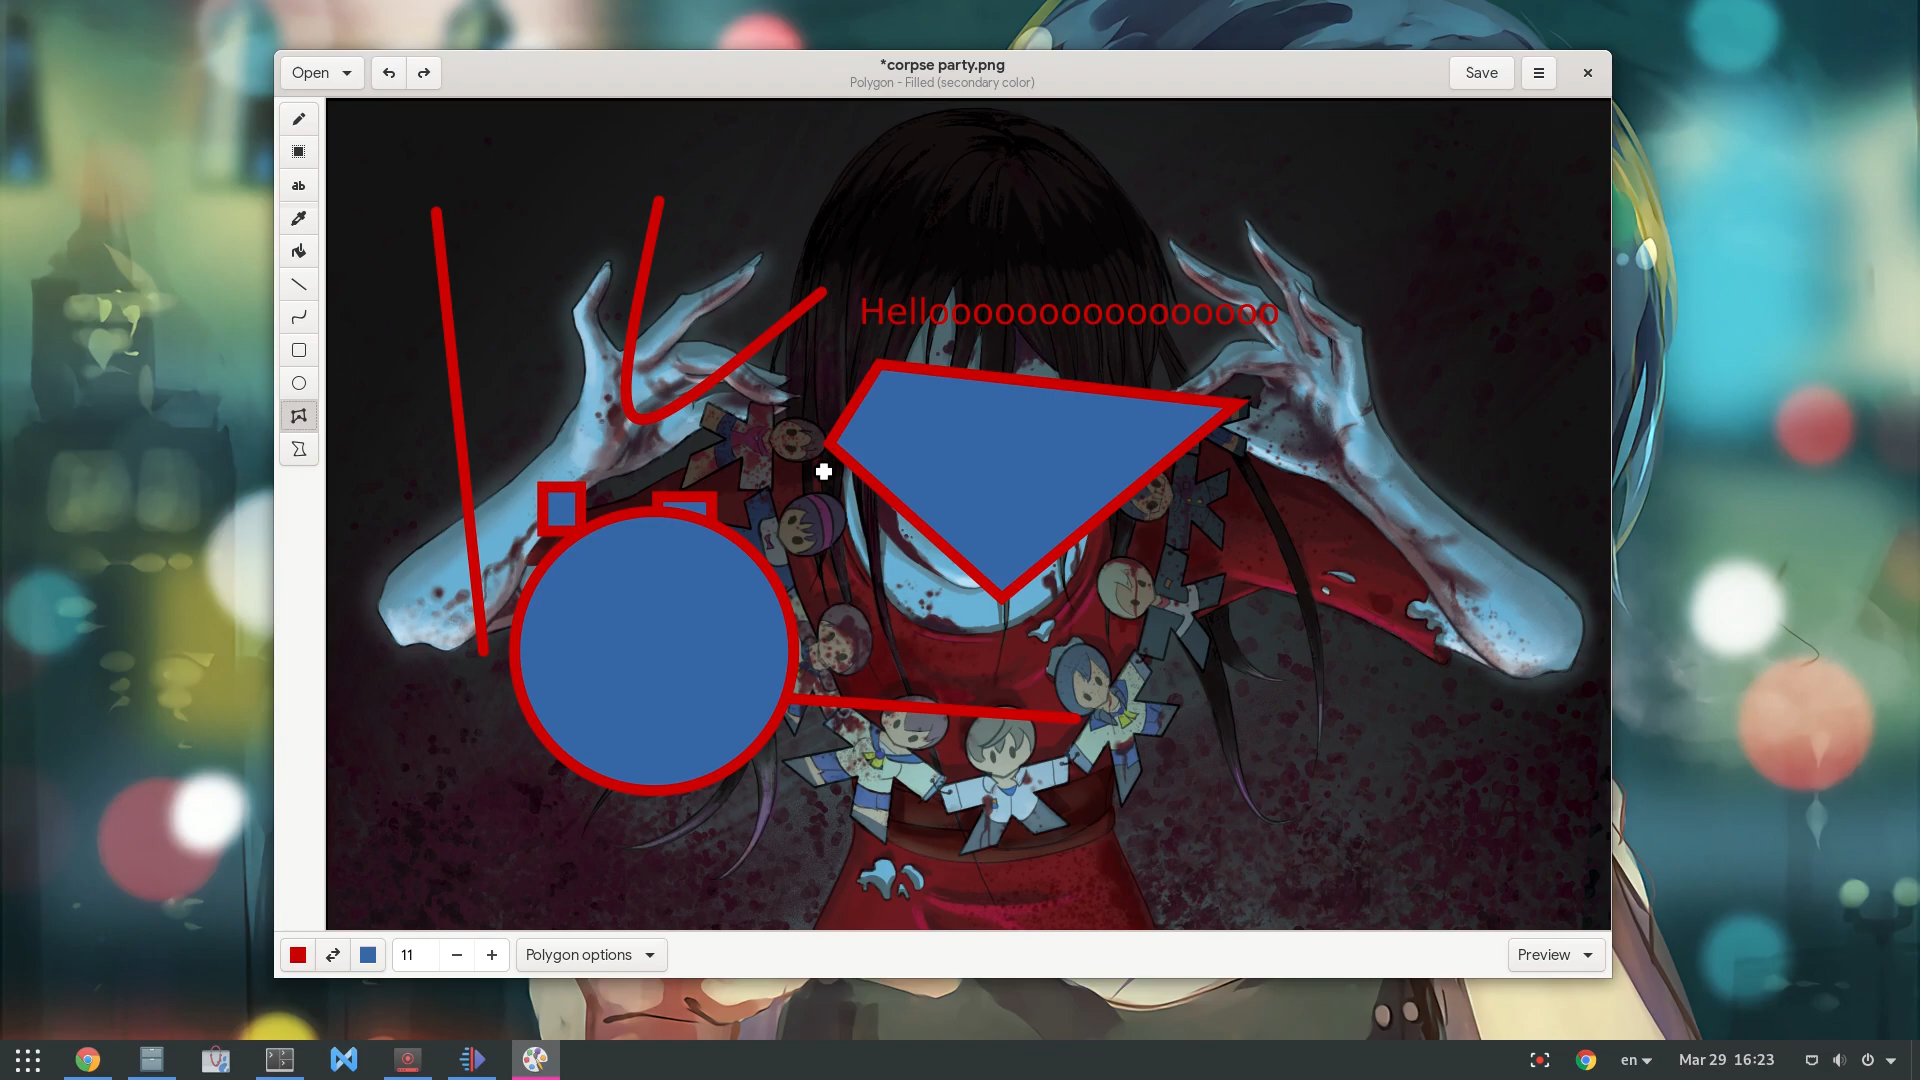 Open
*corpse party.png
Polygon - Filled (secondary color)
Save
ab
Hellooooooooooooooooo
11
Polygon options
Preview
en
Mar 29 16:23